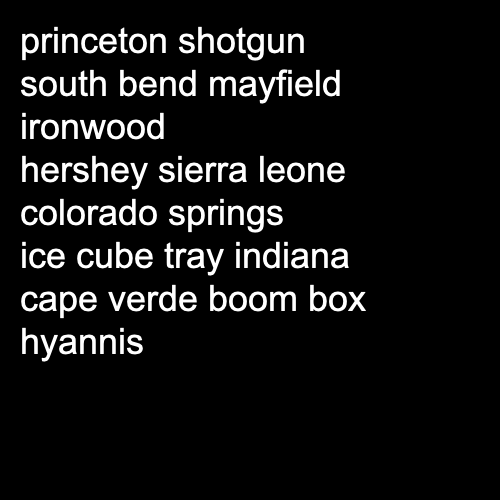 princeton shotgun
south bend mayfield
ironwood
hershey sierra leone
colorado springs
ice cube tray indiana
cape verde boom box
hyannis